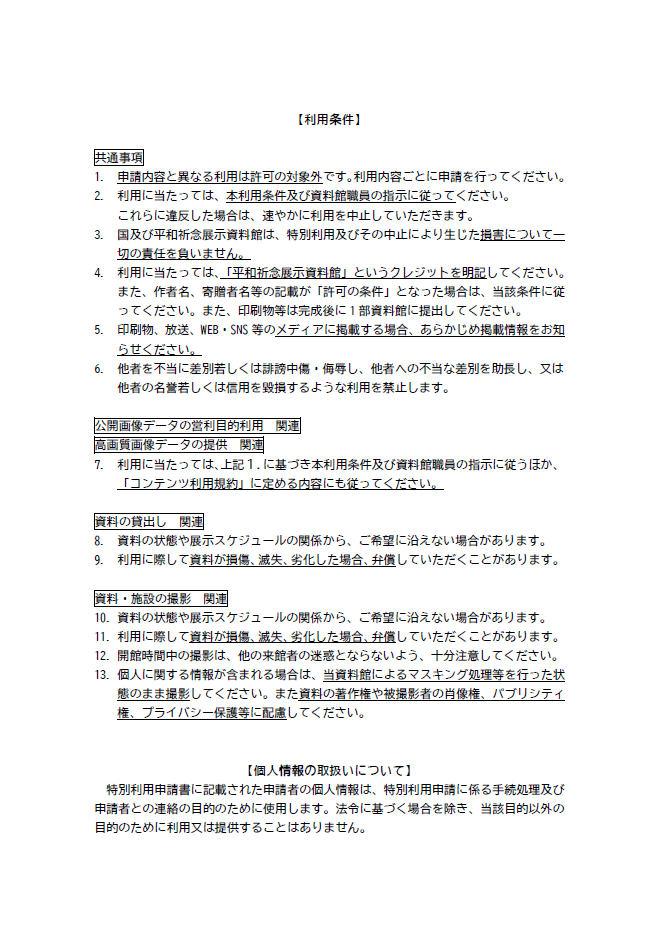 【利用条件】
共通事項
1. 申請内容と異なる利用は許可の対象外です。利用内容ごとに申請を行ってください。
2. 利用に当たっては、本利用条件及び資料館職員の指示に従ってください。
これらに違反した場合は、速やかに利用を中止していただきます。
3. 国及び平和祈念展示資料館は、特別利用及びその中止により生じた損害について一
切の責任を負いません。
4. 利用に当たっては、「平和祈念展示資料館」というクレジットを明記してください。
また、作者名、寄贈者名等の記載が「許可の条件」となった場合は、当該条件に従
ってください。また、印刷物等は完成後に１部資料館に提出してください。
5. 印刷物、放送、WEB・SNS 等のメディアに掲載する場合、あらかじめ掲載情報をお知
らせください。
6. 他者を不当に差別若しくは誹謗中傷・侮辱し、他者への不当な差別を助長し、又は
他者の名誉若しくは信用を毀損するような利用を禁止します。
公開画像データの営利目的利用　関連
高画質画像データの提供　関連
7. 利用に当たっては、上記１.に基づき本利用条件及び資料館職員の指示に従うほか、
「コンテンツ利用規約」に定める内容にも従ってください。
資料の貸出し　関連
8. 資料の状態や展示スケジュールの関係から、ご希望に沿えない場合があります。
9. 利用に際して資料が損傷、滅失、劣化した場合、弁償していただくことがあります。
資料・施設の撮影　関連
10. 資料の状態や展示スケジュールの関係から、ご希望に沿えない場合があります。
11. 利用に際して資料が損傷、滅失、劣化した場合、弁償していただくことがあります。
12. 開館時間中の撮影は、他の来館者の迷惑とならないよう、十分注意してください。
13. 個人に関する情報が含まれる場合は、当資料館によるマスキング処理等を行った状
態のまま撮影してください。また資料の著作権や被撮影者の肖像権、パブリシティ
権、プライバシー保護等に配慮してください。
【個人情報の取扱いについて】
特別利用申請書に記載された申請者の個人情報は、特別利用申請に係る手続処理及び
申請者との連絡の目的のために使用します。法令に基づく場合を除き、当該目的以外の
目的のために利用又は提供することはありません。